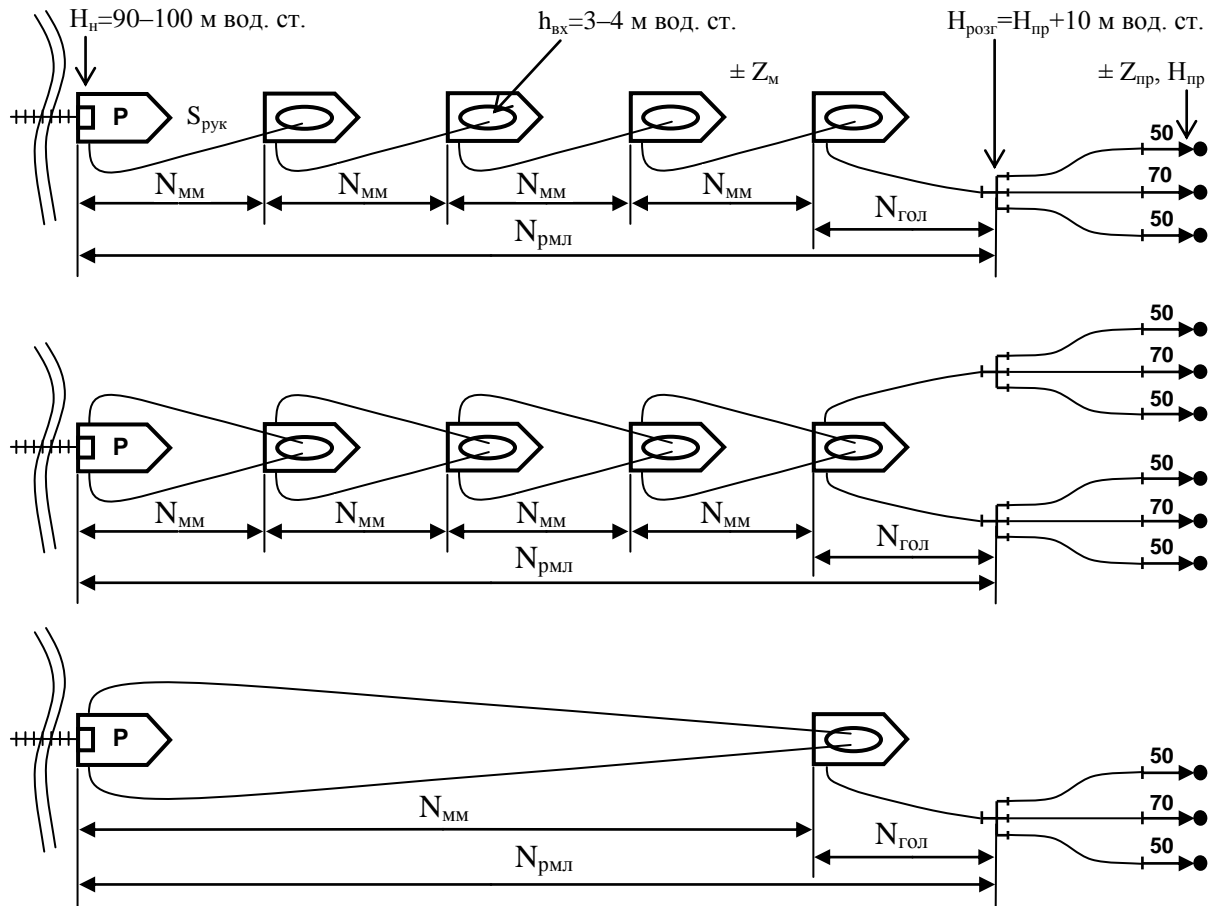 Hн=90–100 м вод. ст.
hвх=3–4 м вод. ст.
Hрозг=Hпр+10 м вод. ст.
± Zм
± Zпр, Hпр
P
Sрук
50
70
50
Nмм
Nмм
Nмм
Nмм
Nгол
Nрмл
50
70
50
P
50
70
50
Nмм
Nмм
Nмм
Nмм
Nгол
Nрмл
P
50
70
50
Nмм
Nгол
Nрмл